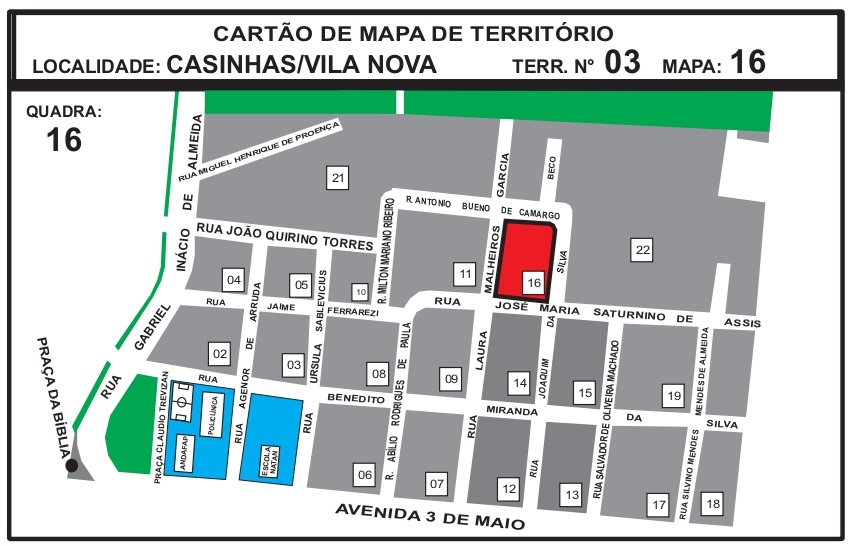 CARTÃO DE MAPA DE TERRITÓRIO
LOCALIDADE: CASINHAS/VILA NOVA TERR. Nº 03 MAPA: 16
QUADRA:
16
RUA MIGUEL HENRIQUE DE PROENÇA
RUA GABRIEL INÁCIO DE ALMEIDA
21
GARCIA
BECO
R. ANTONIO BUENO DE CAMARGO
RUA JOÃO QUIRINO TORRES
R. MILTON MARIANO RIBEIRO
22
04
05
10
11
MALHEIROS
16
SILVA
RUA JAIME FERRAREZI
RUA JOSÉ MARIA SATURNINO DE ASSIS
RUA AGENOR DE ARRUDA
RUA URSULA SABLEVICIUS
02
03
08
09
14
15
19
R. ABÍLIO RODRIGUES DE PAULA
RUA LAURA
RUA JOAQUIM DA
RUA SALVADOR DE OLIVEIRA MACHADO
RUA SILVINO MENDES
MENDES DE ALMEIDA
RUA BENEDITO MIRANDA DA SILVA
PRAÇA DA BÍBLIA
PRAÇA CLAUDIO TREVIZAN
POLICLÍNICA
ANDAFAP
ESCOLA
NATAN
06
07
12
13
17
18
AVENIDA 3 DE MAIO